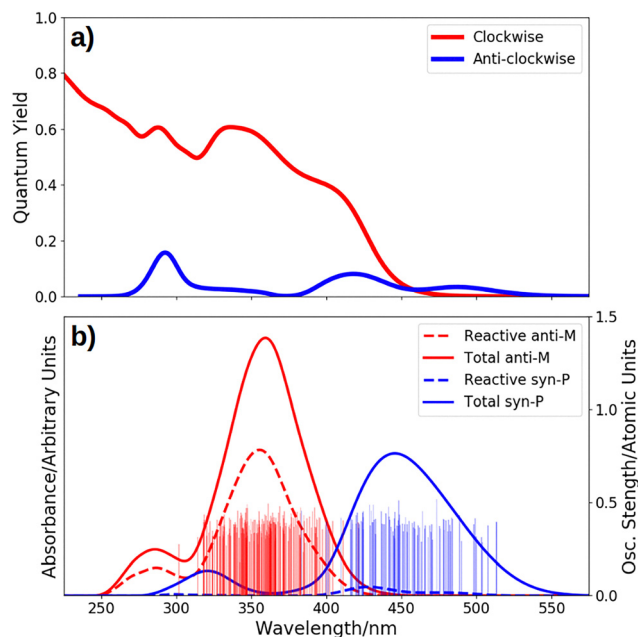 a)
Clockwise
Anti-clockwise
Quantum Yield
1.0
0.8
0.6
0.4
0.2
0.0
b)
Reactive anti-M
Total anti-M
Reactive syn-P
Total syn-P
Absorbance/Arbitrary Units
Osc. Stength/Atomic Units
1.5
1.0
0.5
0.0
250 300 350 400 450 500 550
Wavelength/nm